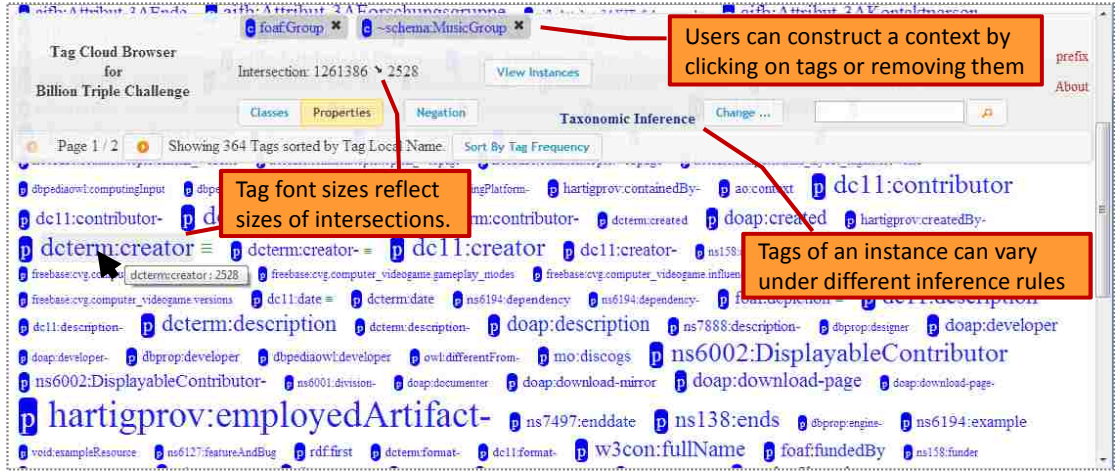 foaf:Group ✖ ~schema:MusicGroup ✖
Users can construct a context by
clicking on tags or removing them
Tag Cloud Browser
for
Billion Triple Challenge
Intersection: 1261386 ↘ 2528
View Instances
prefix
About
Classes Properties Negation
Taxonomic Inference
Change ...
Page 1 / 2
Showing 364 Tags sorted by Tag Local Name.
Sort By Tag Frequency
Tag font sizes reflect
sizes of intersections.
p dbpediaowl:computingInput p ingPlatform- p hartigprov:containedBy- p ao:context p dc11:contributor
p dc11:contributor- p rm:contributor- p dcterm:created p doap:created p hartigprov:createdBy-
p dcterm:creator ≡ p dcterm:creator- ≡ p dc11:creator p dc11:creator-
Tags of an instance can vary
under different inference rules
dcterm:creator : 2528
p freebase:cvg.computer_videogame.gameplay_modes p freebase:cvg.computer_videogame.influen
p freebase:cvg.computer_videogame.versions p dc11:date ≡ p dcterm:date p ns6194:dependency p ns6194:dependency-
p dc11:description- p dcterm:description p dcterm:description- p doap:description p ns7888:description- p dbprop:designer p doap:developer
p doap:developer- p dbprop:developer p dbpediaowl:developer p owl:differentFrom- p mo:discogs p ns6002:DisplayableContributor
p ns6002:DisplayableContributor- p ns6001:division- p doap:documenter p doap:download-mirror p doap:download-page p doap:download-page-
p hartigprov:employedArtifact- p ns7497:enddate p ns138:ends p dbprop:engine- p ns6194:example
p void:exampleResource p ns6127:featureAndBug p rdf:first p dcterm:format- p dc11:format- p w3con:fullName p foaf:fundedBy p ns158:funder